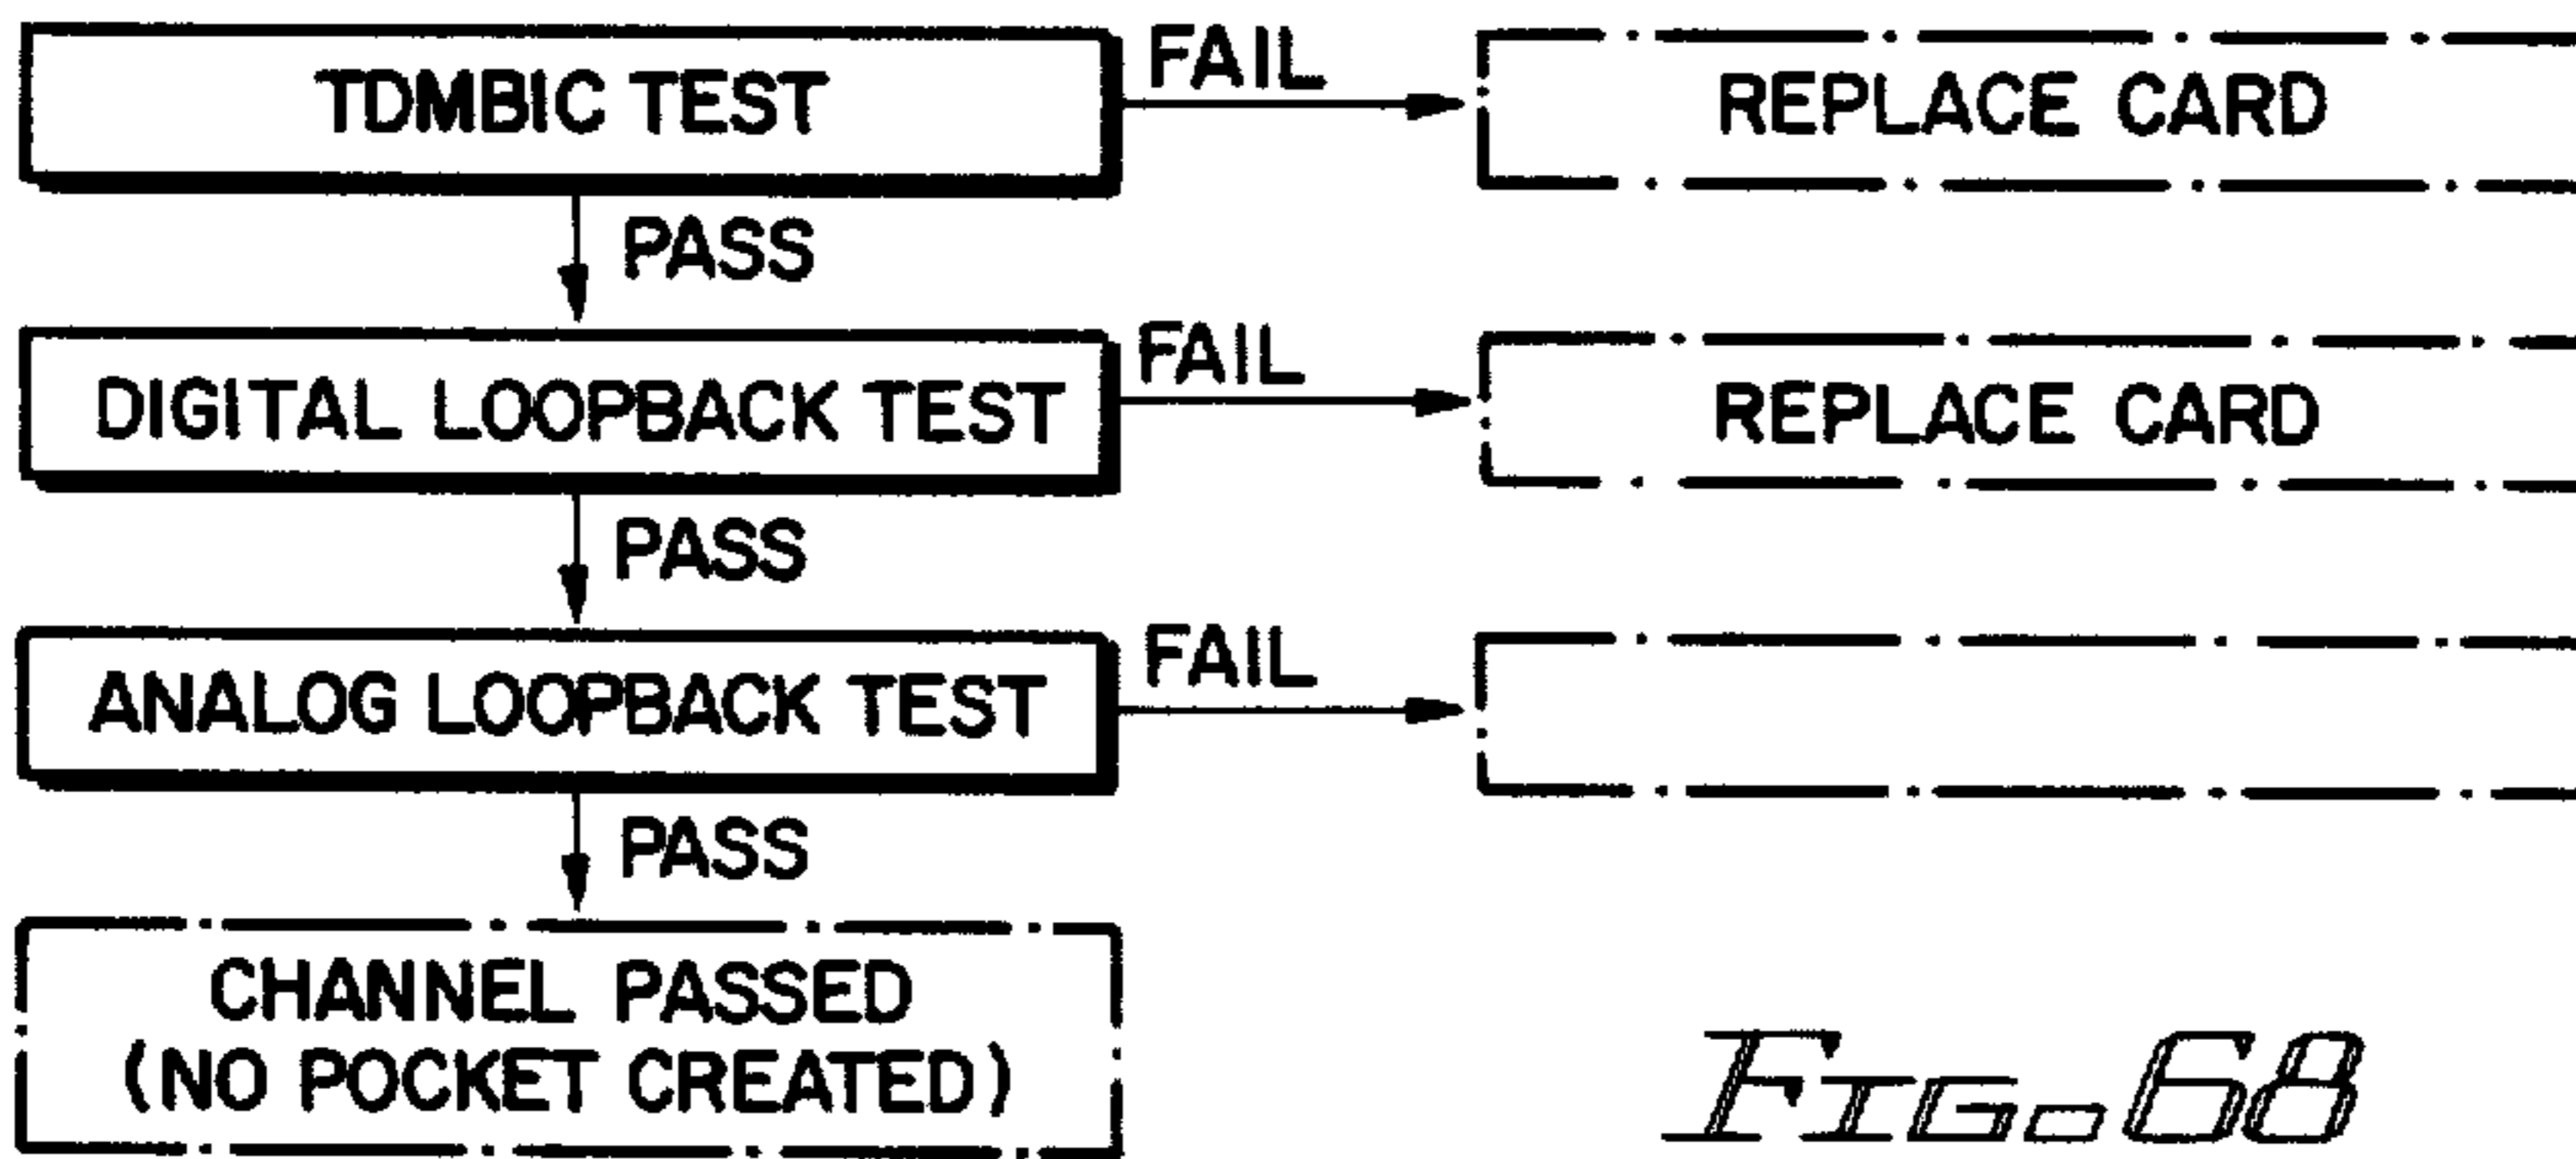 TDMBIC TEST
FAIL
REPLACE CARD
PASS
DIGITAL LOOPBACK TEST
FAIL
REPLACE CARD
PASS
ANALOG LOOPBACK TEST
FAIL
PASS
CHANNEL PASSED
(NO POCKET CREATED)
FIG. 68